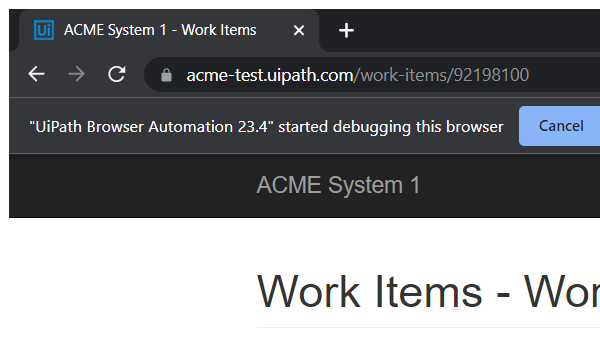 Ui ACME System 1 - Work Items
acme-test.uipath.com/work-items/92198100
"UiPath Browser Automation 23.4" started debugging this browser Cancel
ACME System 1
Work Items - Wor